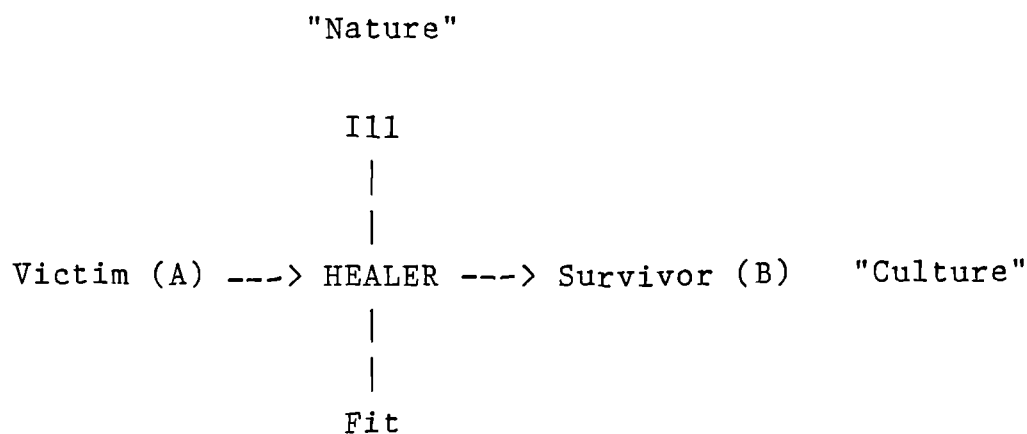 "Nature"
Ill
|
|
Victim (A) ---> HEALER ---> Survivor (B) "Culture"
|
|
Fit